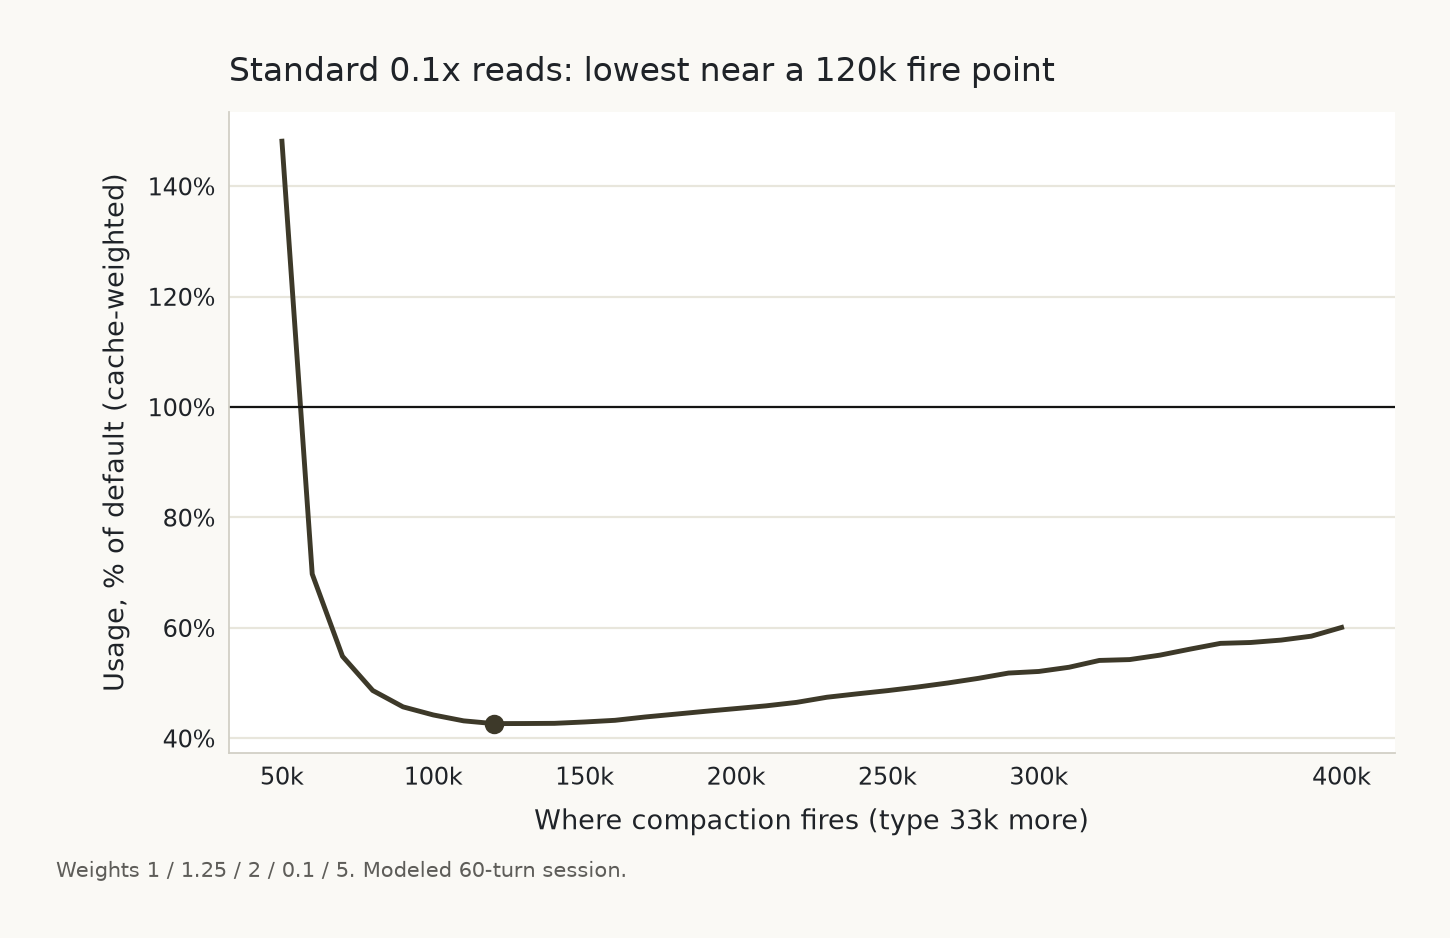 Standard 0.1x reads: lowest near a 120k fire point
Usage, % of default (cache-weighted)
140%
120%
100%
80%
60%
40%
50k
100k
150k
200k
250k
300k
400k
Where compaction fires (type 33k more)
Weights 1 / 1.25 / 2 / 0.1 / 5. Modeled 60-turn session.